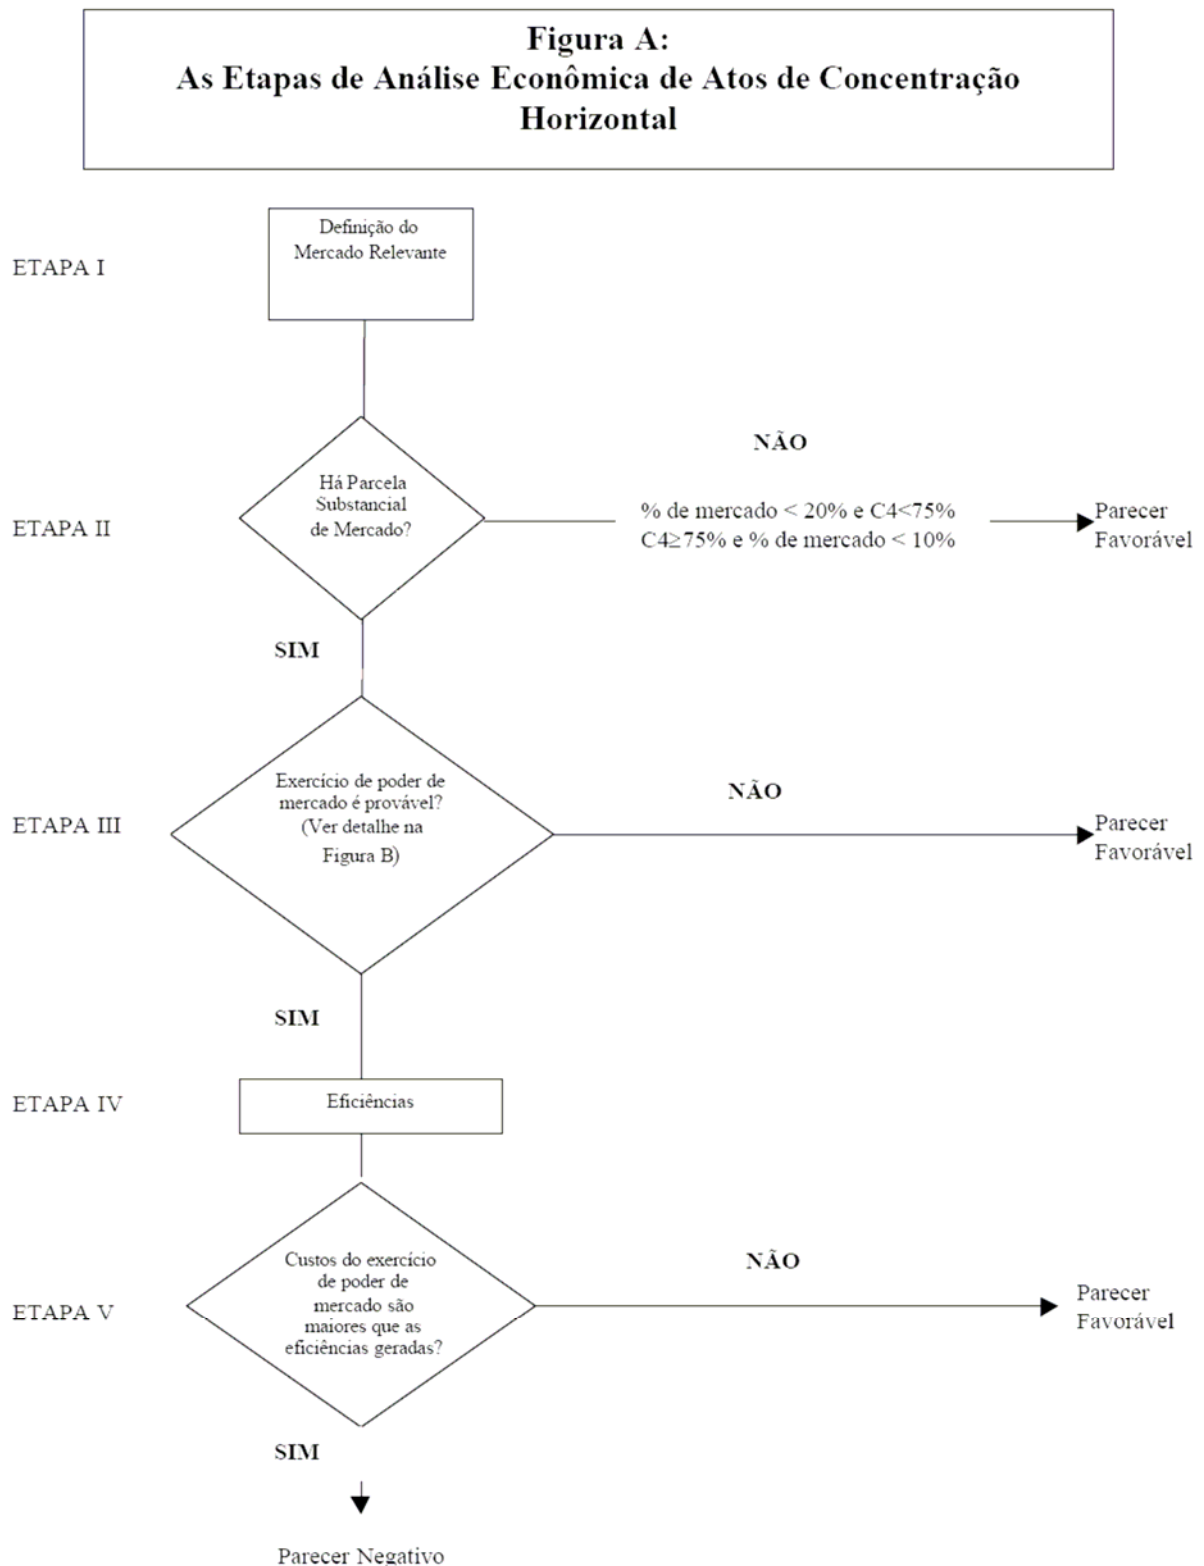 Figura A:
As Etapas de Análise Econômica de Atos de Concentração
Horizontal
ETAPA I
Definição do
Mercado Relevante
ETAPA II
Há Parcela
Substancial
de Mercado?
NÃO
% de mercado < 20% e C4<75%
C4≥75% e % de mercado < 10%
Parecer
Favorável
SIM
ETAPA III
Exercício de poder de
mercado é provável?
(Ver detalhe na
Figura B)
NÃO
Parecer
Favorável
SIM
ETAPA IV
Eficiências
ETAPA V
Custos do exercício
de poder de
mercado são
maiores que as
eficiências geradas?
NÃO
Parecer
Favorável
SIM
Parecer Negativo